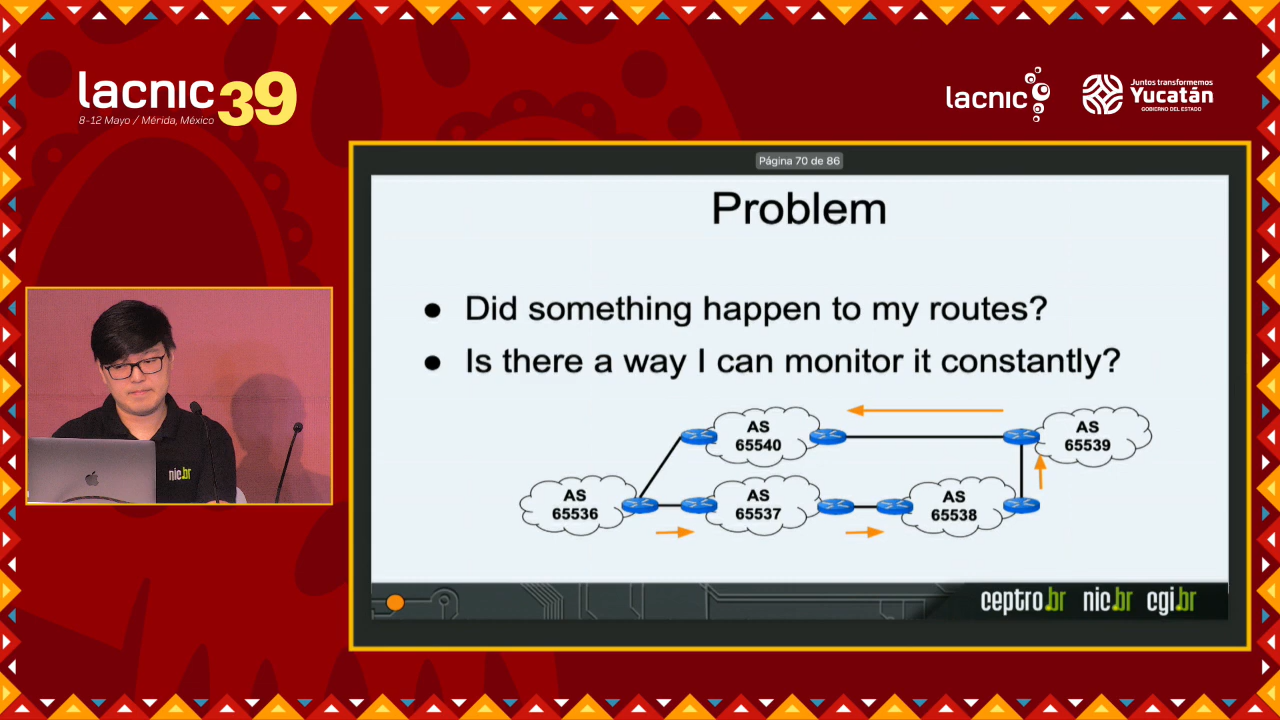 lacnic 39
8-12 Mayo / Mérida, México
lacnic
Juntos transformemos
Yucatán
GOBIERNO DEL ESTADO
Página 70 de 86
Problem
● Did something happen to my routes?
● Is there a way I can monitor it constantly?
AS
65540
AS
65539
AS
65536
AS
65537
AS
65538
nic.br
ceptro.br nic.br cgi.br